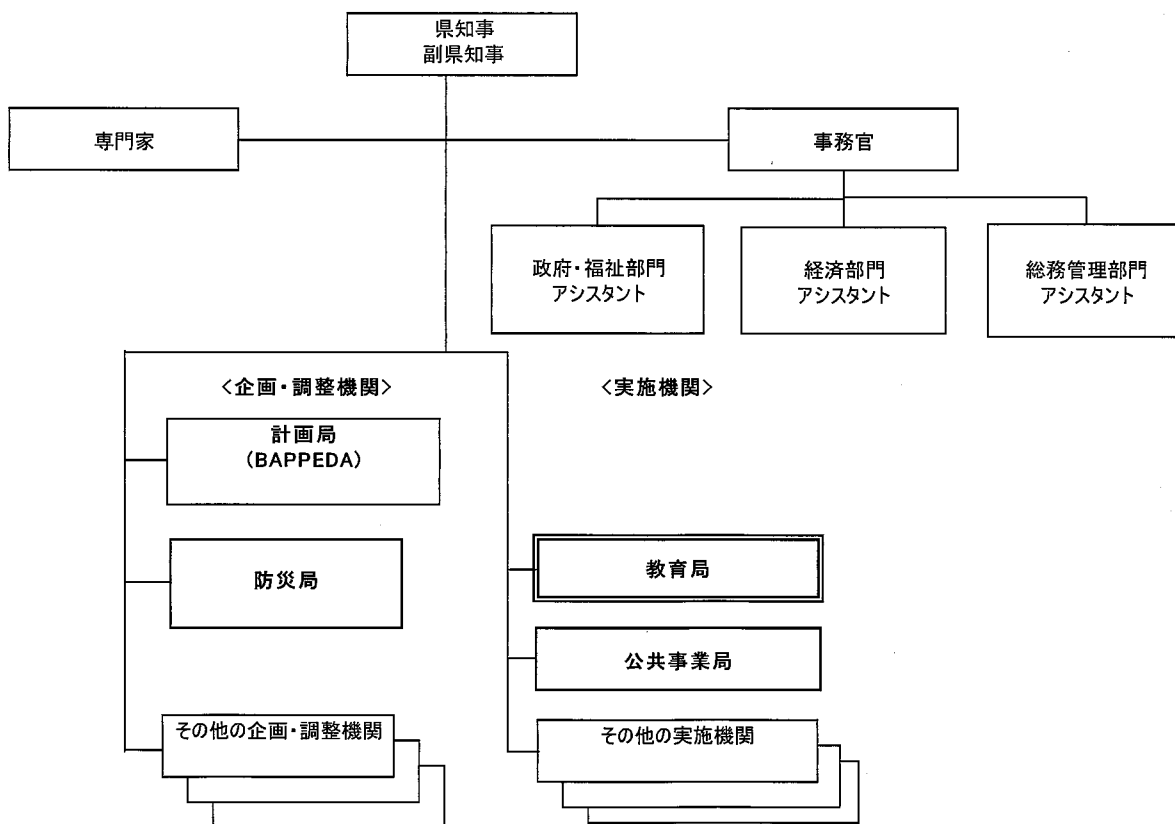 県知事
副県知事
専門家
事務官
政府・福祉部門
アシスタント
経済部門
アシスタント
総務管理部門
アシスタント
<企画・調整機関>
<実施機関>
計画局
(BAPPEDA)
防災局
教育局
公共事業局
その他の企画・調整機関
その他の実施機関